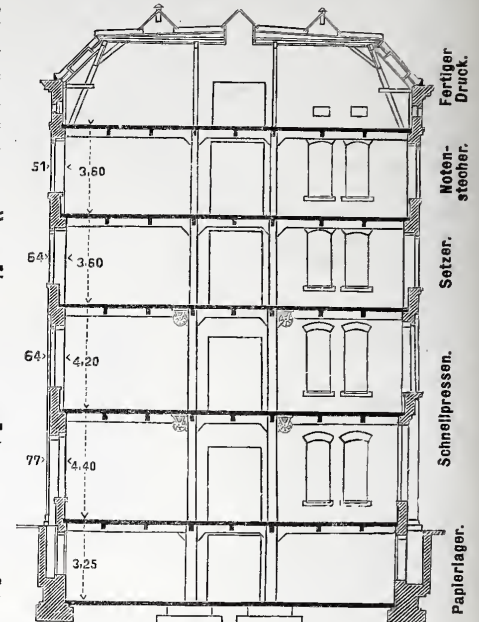 Fertiger
Druck.
Noten-
stecher.
Setzer.
Schnellpressen.
Papierlager.
51
3,60
64
3,60
64
4,20
77
4,40
3,25